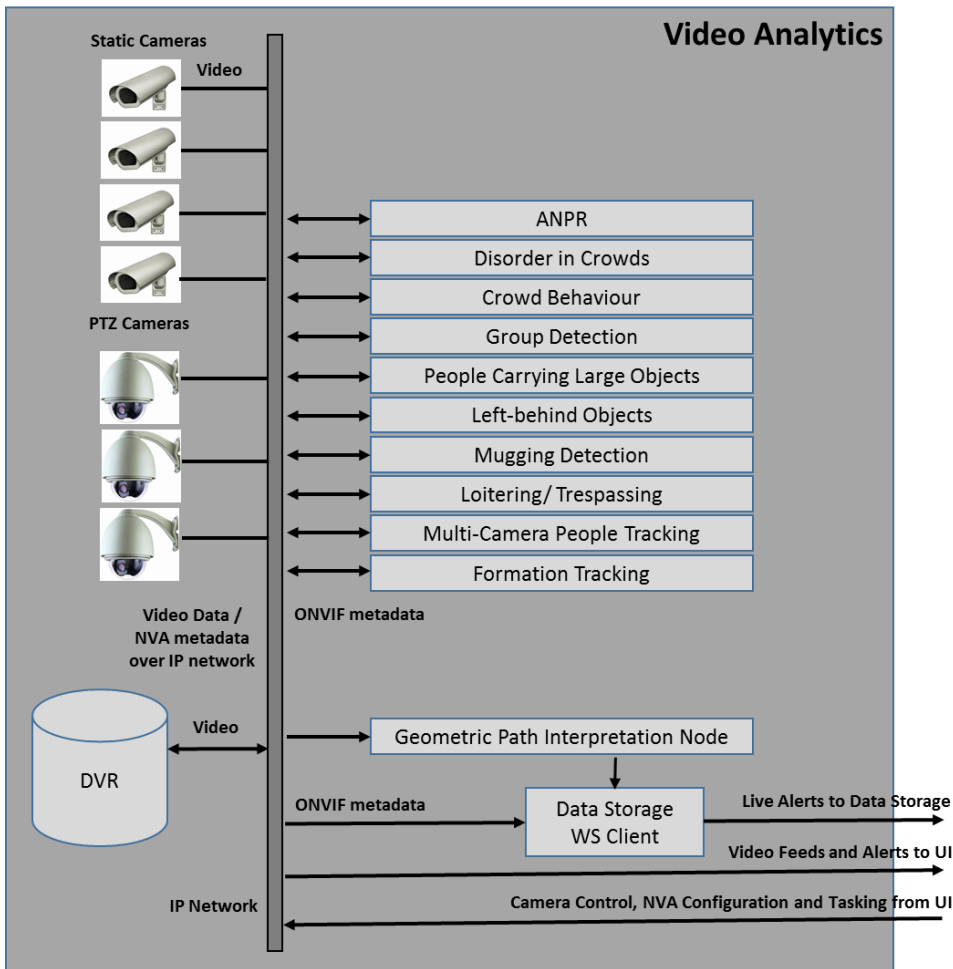 Video Analytics
Static Cameras
Video
ANPR
Disorder in Crowds
Crowd Behaviour
PTZ Cameras
Group Detection
People Carrying Large Objects
Left-behind Objects
Mugging Detection
Loitering/ Trespassing
Multi-Camera People Tracking
Formation Tracking
Video Data /
NVA metadata
over IP network
ONVIF metadata
Video
Geometric Path Interpretation Node
DVR
ONVIF metadata
Data Storage
WS Client
Live Alerts to Data Storage
Video Feeds and Alerts to UI
IP Network
Camera Control, NVA Configuration and Tasking from UI